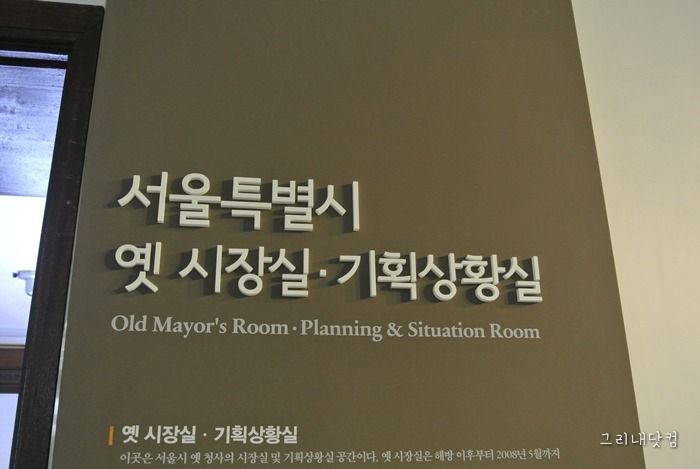 서울특별시
옛 시장실·기획상황실
Old Mayor's Room·Planning & Situation Room
옛 시장실·기획상황실
이곳은 서울시 옛 청사의 시장실 및 기획상황실 공간이다. 옛 시장실은 해방 이후부터 2008년 5월까지
그리내닷컴